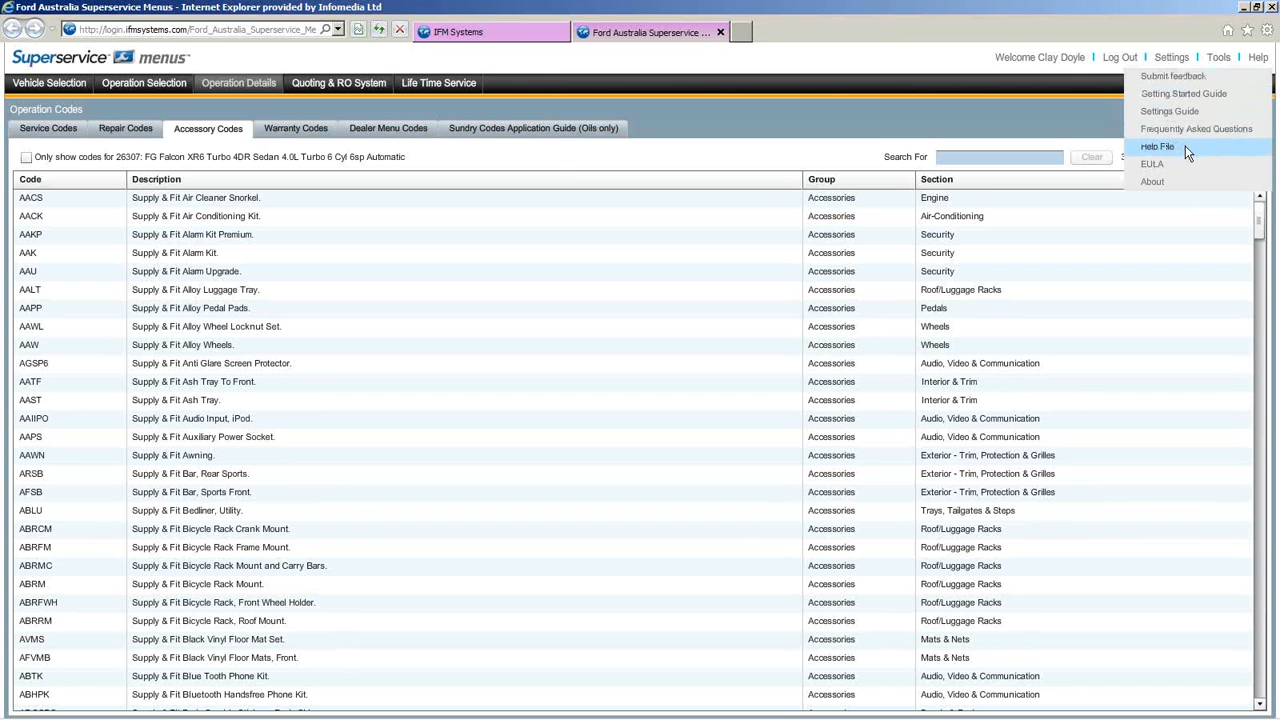 Ford Australia Superservice Menus - Internet Explorer provided by Infomedia Ltd
http://login.ifmsystems.com/Ford_Australia_Superservice_Me
IFM Systems
Ford Australia Superservice ...
Superservice menus
Welcome Clay Doyle
Log Out
Settings
Tools
Help
Vehicle Selection
Operation Selection
Operation Details
Quoting & RO System
Life Time Service
Submit feedback
Getting Started Guide
Settings Guide
Frequently Asked Questions
Help File
EULA
About
Operation Codes
Service Codes
Repair Codes
Accessory Codes
Warranty Codes
Dealer Menu Codes
Sundry Codes Application Guide (Oils only)
Only show codes for 26307: FG Falcon XR6 Turbo 4DR Sedan 4.0L Turbo 6 Cyl 6sp Automatic
Search For
Clear
Code Description Group Section
AACS Supply & Fit Air Cleaner Snorkel. Accessories Engine
AACK Supply & Fit Air Conditioning Kit. Accessories Air-Conditioning
AAKP Supply & Fit Alarm Kit Premium. Accessories Security
AAK Supply & Fit Alarm Kit. Accessories Security
AAU Supply & Fit Alarm Upgrade. Accessories Security
AALT Supply & Fit Alloy Luggage Tray. Accessories Roof/Luggage Racks
AAPP Supply & Fit Alloy Pedal Pads. Accessories Pedals
AAWL Supply & Fit Alloy Wheel Locknut Set. Accessories Wheels
AAW Supply & Fit Alloy Wheels. Accessories Wheels
AGSP6 Supply & Fit Anti Glare Screen Protector. Accessories Audio, Video & Communication
AATF Supply & Fit Ash Tray To Front. Accessories Interior & Trim
AAST Supply & Fit Ash Tray. Accessories Interior & Trim
AAIIPO Supply & Fit Audio Input, iPod. Accessories Audio, Video & Communication
AAPS Supply & Fit Auxiliary Power Socket. Accessories Audio, Video & Communication
AAWN Supply & Fit Awning. Accessories Exterior - Trim, Protection & Grilles
ARSB Supply & Fit Bar, Rear Sports. Accessories Exterior - Trim, Protection & Grilles
AFSB Supply & Fit Bar, Sports Front. Accessories Exterior - Trim, Protection & Grilles
ABLU Supply & Fit Bedliner, Utility. Accessories Trays, Tailgates & Steps
ABRCM Supply & Fit Bicycle Rack Crank Mount. Accessories Roof/Luggage Racks
ABRFM Supply & Fit Bicycle Rack Frame Mount. Accessories Roof/Luggage Racks
ABRMC Supply & Fit Bicycle Rack Mount and Carry Bars. Accessories Roof/Luggage Racks
ABRM Supply & Fit Bicycle Rack Mount. Accessories Roof/Luggage Racks
ABRFWH Supply & Fit Bicycle Rack, Front Wheel Holder. Accessories Roof/Luggage Racks
ABRRM Supply & Fit Bicycle Rack, Roof Mount. Accessories Roof/Luggage Racks
AVMS Supply & Fit Black Vinyl Floor Mat Set. Accessories Mats & Nets
AFVMB Supply & Fit Black Vinyl Floor Mats, Front. Accessories Mats & Nets
ABTK Supply & Fit Blue Tooth Phone Kit. Accessories Audio, Video & Communication
ABHPK Supply & Fit Bluetooth Handsfree Phone Kit. Accessories Audio, Video & Communication